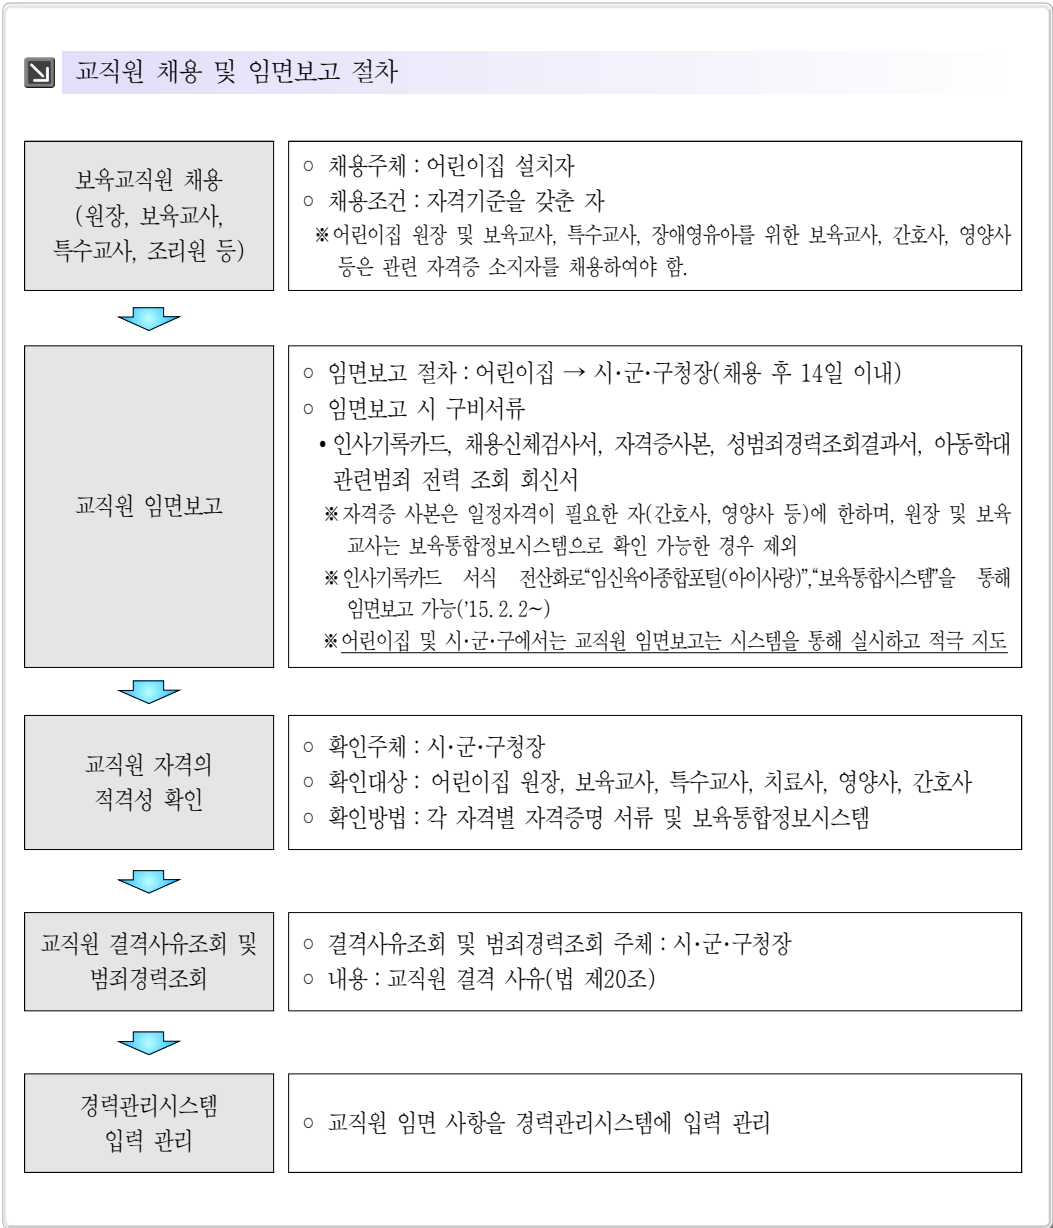 교직원 채용 및 임면보고 절차
보육교직원 채용
(원장, 보육교사,
특수교사, 조리원 등)
○ 채용주체 : 어린이집 설치자
○ 채용조건 : 자격기준을 갖춘 자
※어린이집 원장 및 보육교사, 특수교사, 장애영유아를 위한 보육교사, 간호사, 영양사
등은 관련 자격증 소지자를 채용하여야 함.
교직원 임면보고
○ 임면보고 절차 : 어린이집 → 시·군·구청장(채용 후 14일 이내)
○ 임면보고 시 구비서류
•인사기록카드, 채용신체검사서, 자격증사본, 성범죄경력조회결과서, 아동학대
관련범죄 전력 조회 회신서
※자격증 사본은 일정자격이 필요한 자(간호사, 영양사 등)에 한하며, 원장 및 보육
교사는 보육통합정보시스템으로 확인 가능한 경우 제외
※인사기록카드 서식 전산화로“임신육아종합포털(아이사랑)”,“보육통합시스템”을 통해
임면보고 가능('15. 2. 2~)
※어린이집 및 시·군·구에서는 교직원 임면보고는 시스템을 통해 실시하고 적극 지도
교직원 자격의
적격성 확인
○ 확인주체 : 시·군·구청장
○ 확인대상 : 어린이집 원장, 보육교사, 특수교사, 치료사, 영양사, 간호사
○ 확인방법 : 각 자격별 자격증명 서류 및 보육통합정보시스템
교직원 결격사유조회 및
범죄경력조회
○ 결격사유조회 및 범죄경력조회 주체 : 시·군·구청장
○ 내용 : 교직원 결격 사유(법 제20조)
경력관리시스템
입력 관리
○ 교직원 임면 사항을 경력관리시스템에 입력 관리